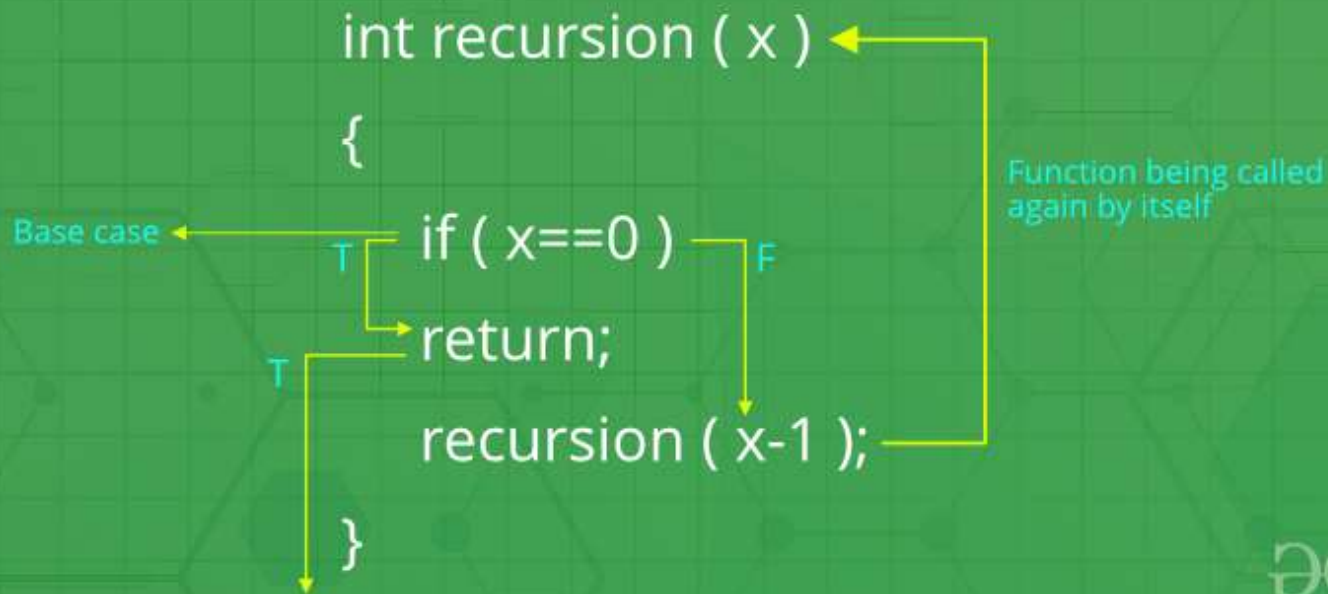 int recursion ( x )
{
Function being called
again by itself
Base case
T
if ( x==0 )
F
return;
T
recursion ( x-1 );
}